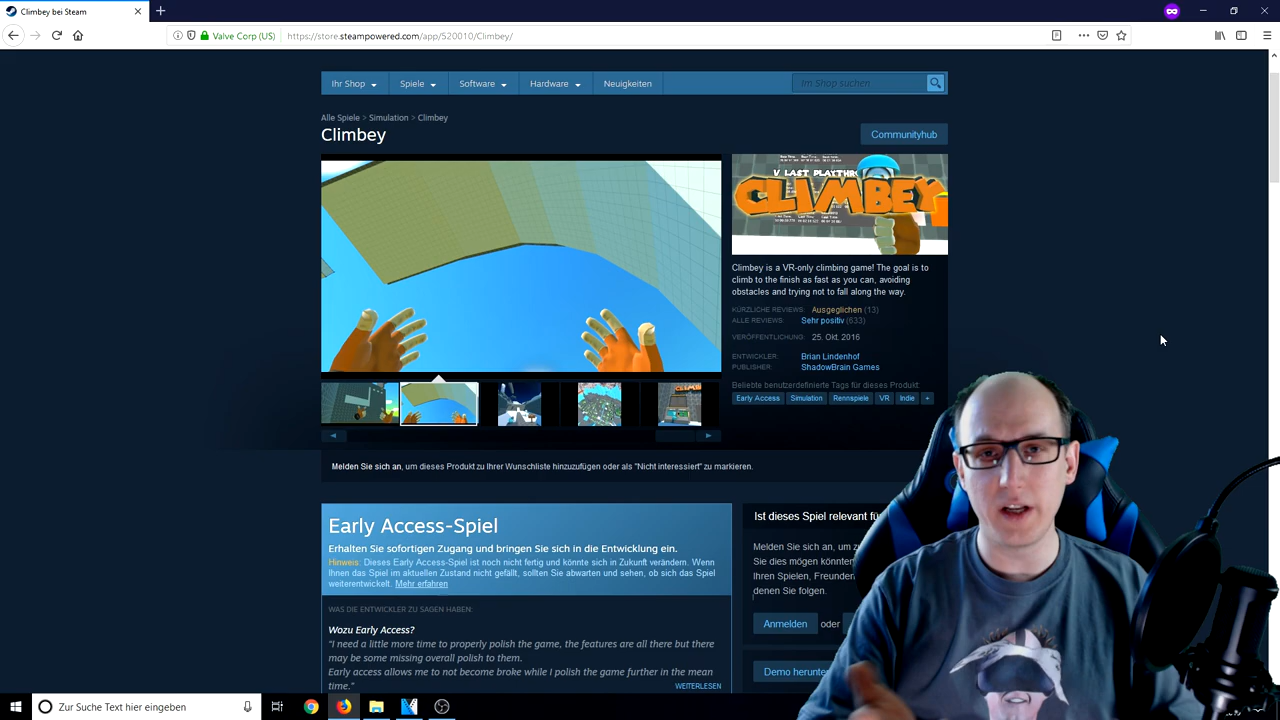 Climbey bei Steam
Valve Corp (US)
https://store.steampowered.com/app/520010/Climbey/
Ihr Shop
Spiele
Software
Hardware
Neuigkeiten
Im Shop suchen
Alle Spiele > Simulation > Climbey
Climbey
Communityhub
V LAST PLAYTHR
CLIMBEY
Climbey is a VR-only climbing game! The goal is to
climb to the finish as fast as you can, avoiding
obstacles and trying not to fall along the way.
KÜRZLICHE REVIEWS: Ausgeglichen (13)
ALLE REVIEWS: Sehr positiv (633)
VERÖFFENTLICHUNG: 25. Okt. 2016
ENTWICKLER: Brian Lindenhof
PUBLISHER: ShadowBrain Games
Beliebte benutzerdefinierte Tags für dieses Produkt:
Early Access Simulation Rennspiele VR Indie +
Melden Sie sich an, um dieses Produkt zu Ihrer Wunschliste hinzuzufügen oder als "Nicht interessiert" zu markieren.
Early Access-Spiel
Erhalten Sie sofortigen Zugang und bringen Sie sich in die Entwicklung ein.
Hinweis: Dieses Early Access-Spiel ist noch nicht fertig und könnte sich in Zukunft verändern. Wenn
Ihnen das Spiel im aktuellen Zustand nicht gefällt, sollten Sie abwarten und sehen, ob sich das Spiel
weiterentwickelt. Mehr erfahren
WAS DIE ENTWICKLER ZU SAGEN HABEN:
Wozu Early Access?
"I need a little more time to properly polish the game, the features are all there but there
may be some missing overall polish to them.
Early access allows me to not become broke while I polish the game further in the mean
time."
WEITERLESEN
Ist dieses Spiel relevant für
Melden Sie sich an, um zu
Sie dies mögen könnten
Ihren Spielen, Freunden
denen Sie folgen.
Anmelden oder
Demo herunter
Zur Suche Text hier eingeben